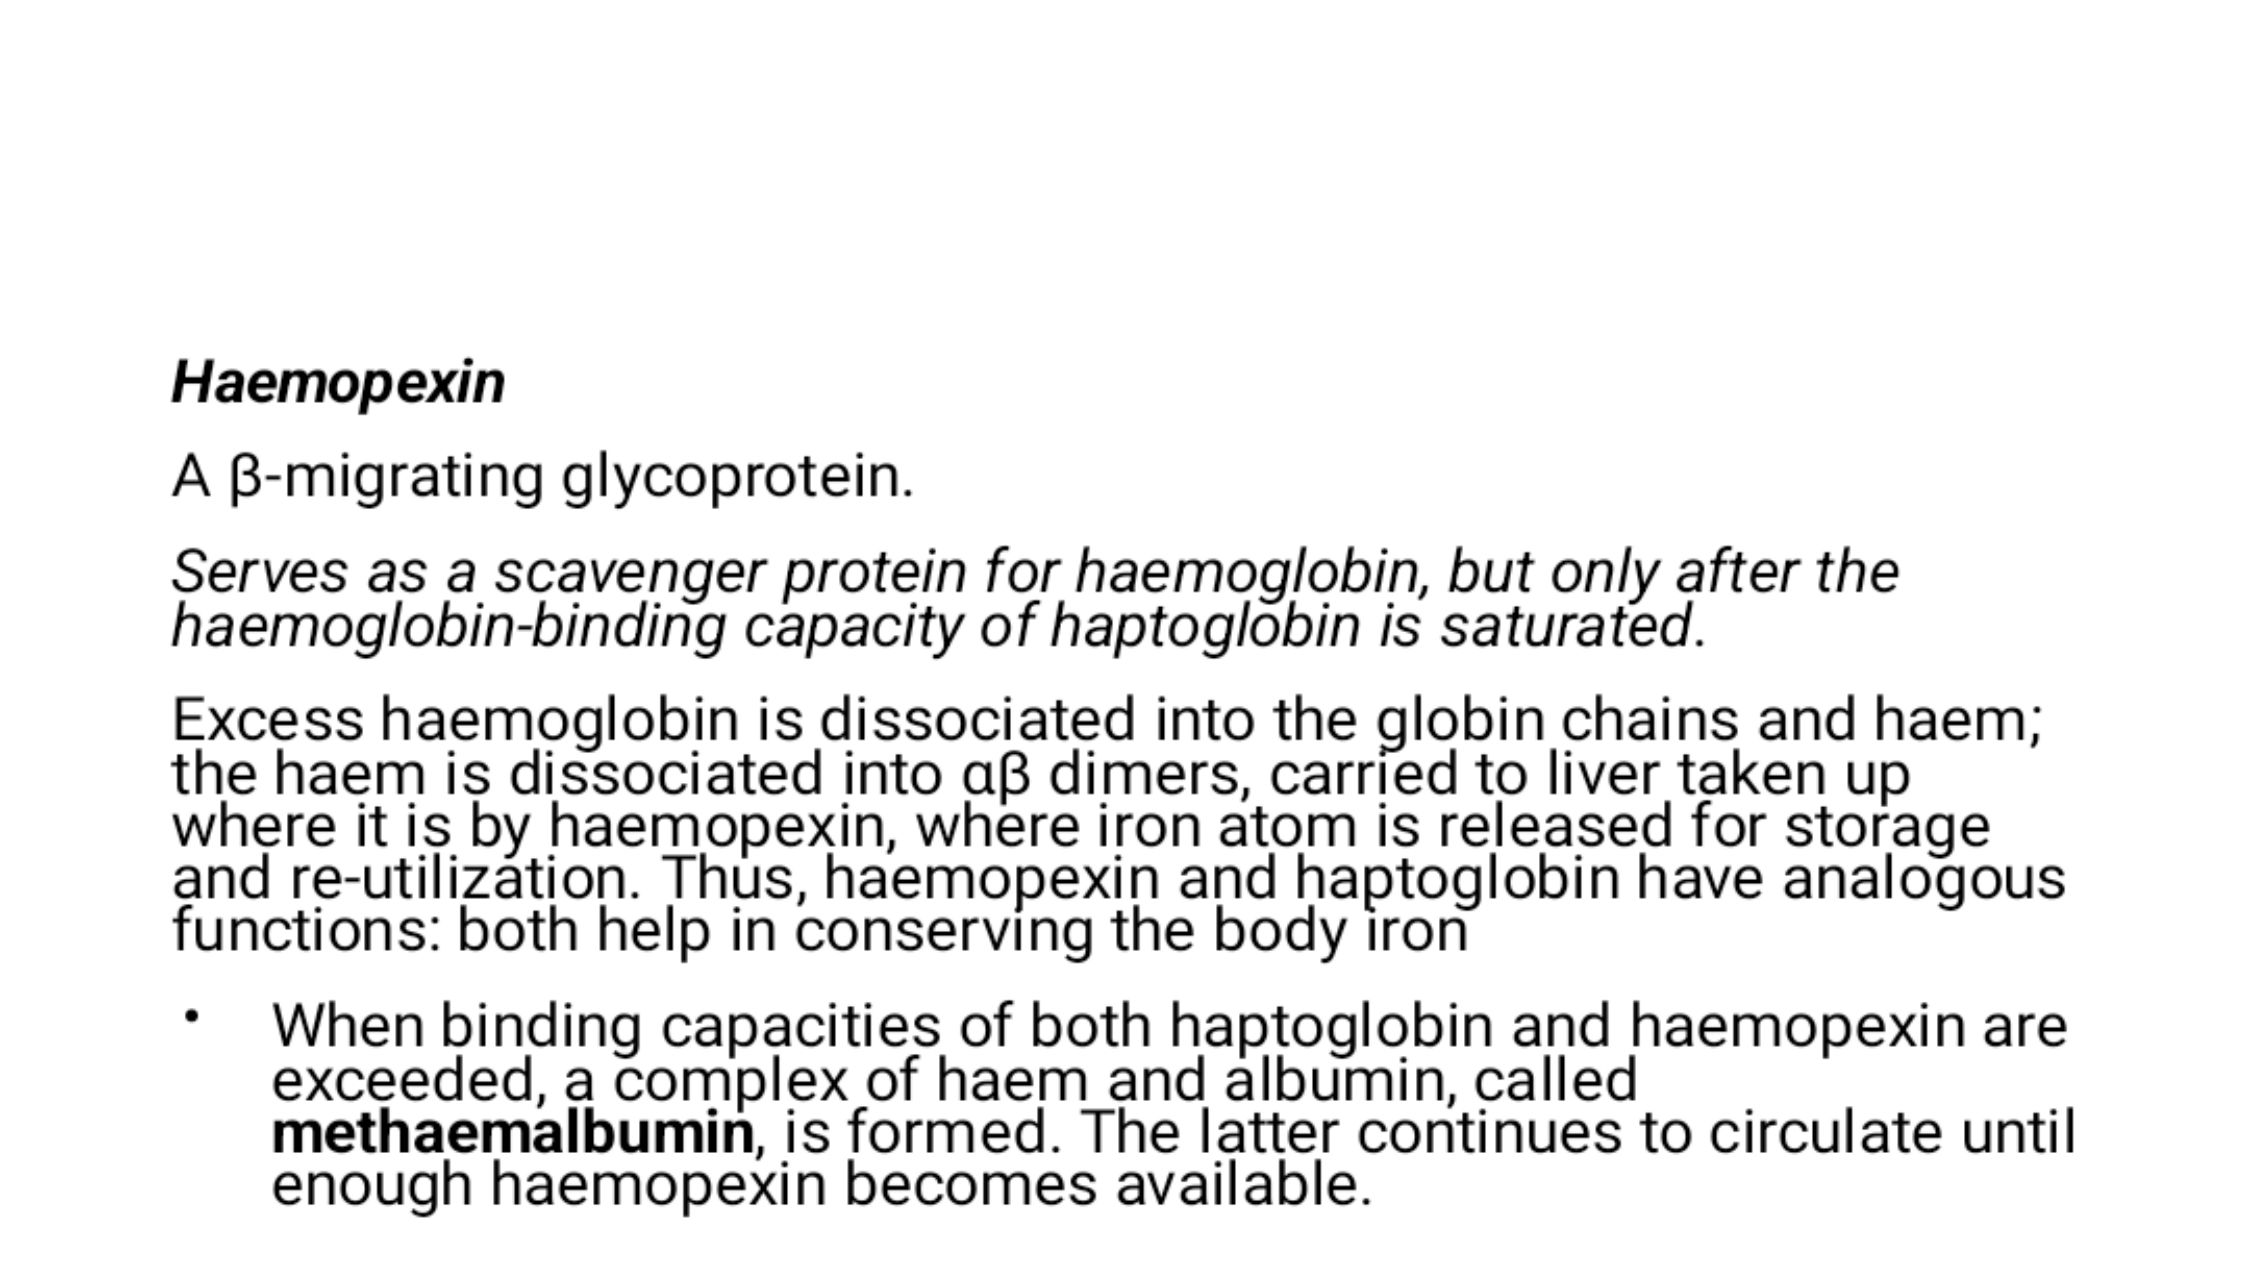 Haemopexin
A β-migrating glycoprotein.
Serves as a scavenger protein for haemoglobin, but only after the
haemoglobin-binding capacity of haptoglobin is saturated.
Excess haemoglobin is dissociated into the globin chains and haem;
the haem is dissociated into αβ dimers, carried to liver taken up
where it is by haemopexin, where iron atom is released for storage
and re-utilization. Thus, haemopexin and haptoglobin have analogous
functions: both help in conserving the body iron
• When binding capacities of both haptoglobin and haemopexin are
exceeded, a complex of haem and albumin, called
methaemalbumin, is formed. The latter continues to circulate until
enough haemopexin becomes available.